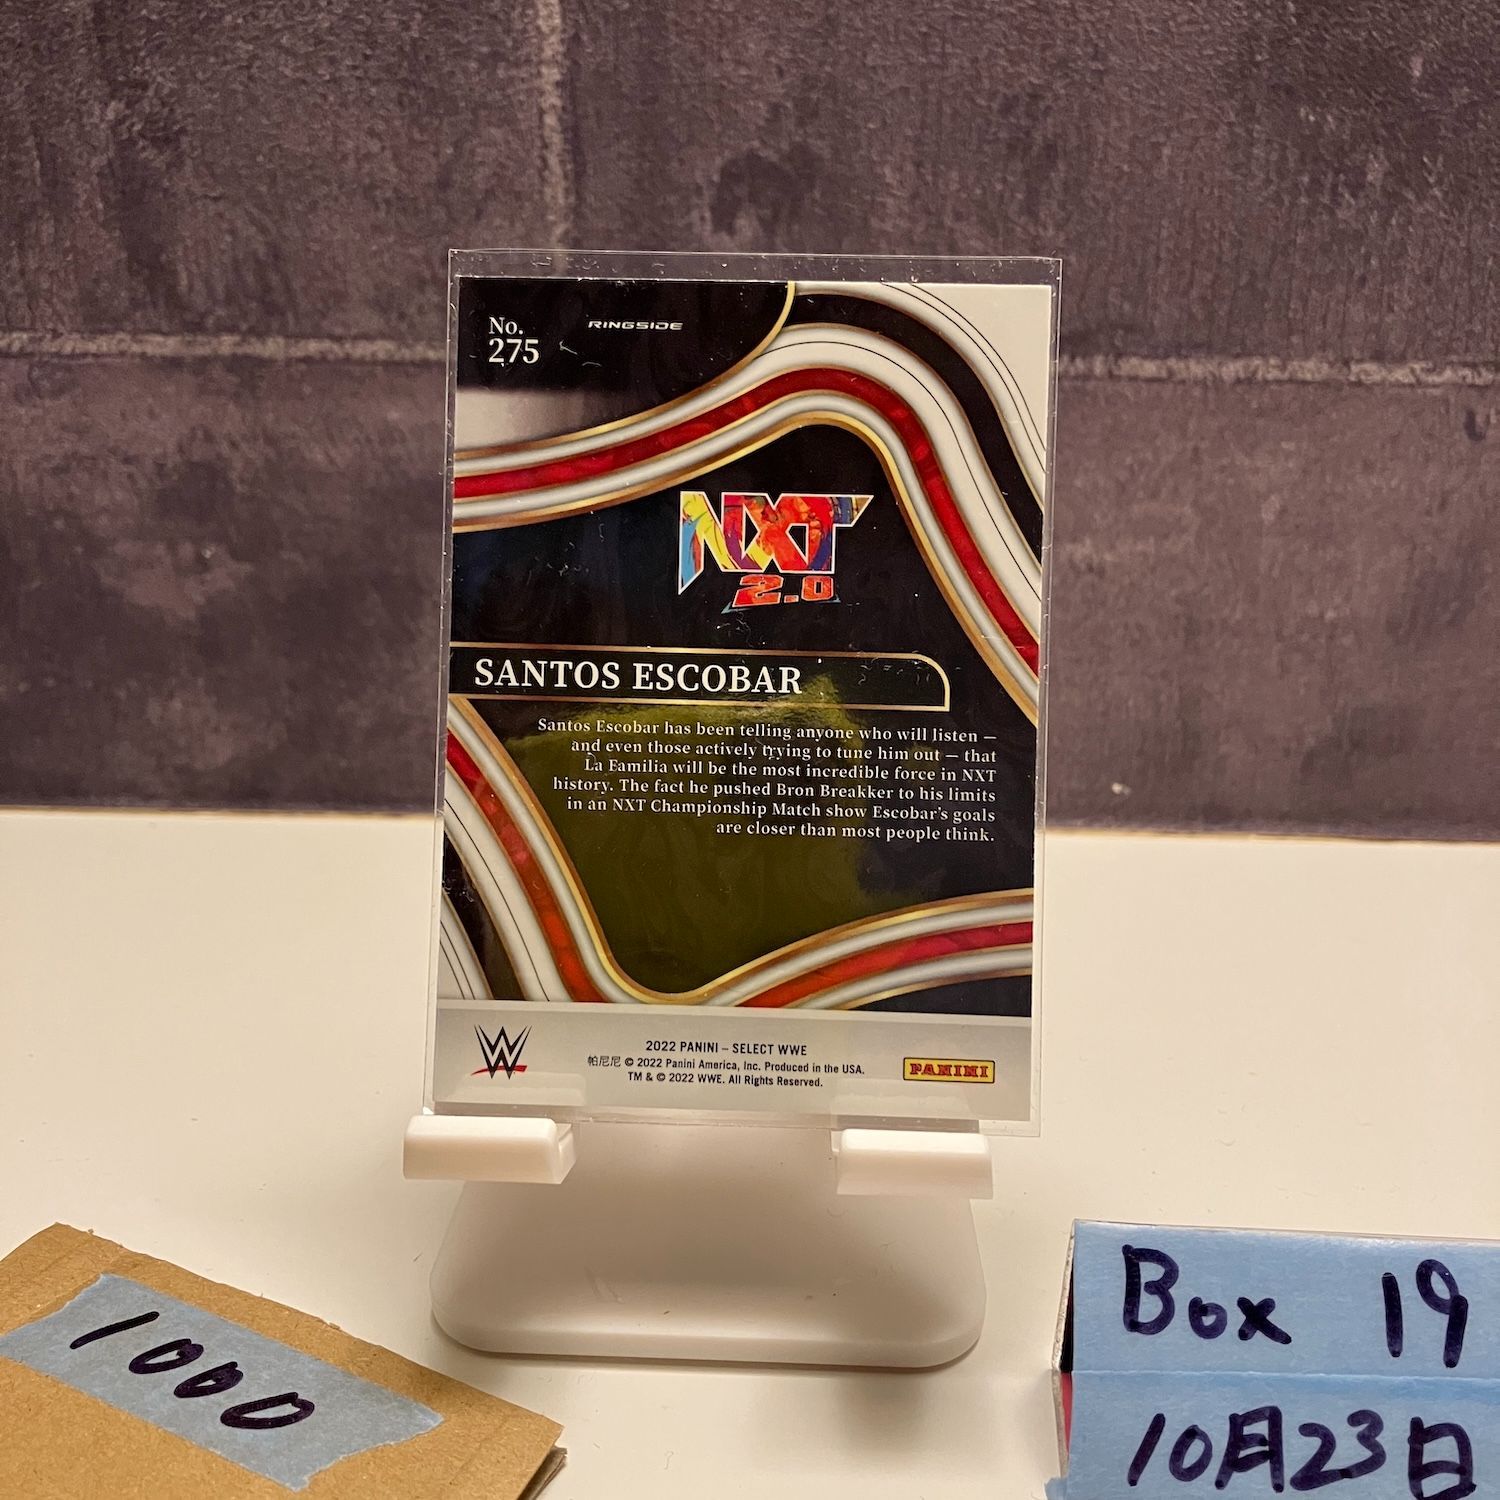 No.
275
RINGSIDE
NXT
2.0
SANTOS ESCOBAR
Santos Escobar has been telling anyone who will listen —
and even those actively trying to tune him out — that
La Familia will be the most incredible force in NXT
history. The fact he pushed Bron Breakker to his limits
in an NXT Championship Match show Escobar's goals
are closer than most people think.
W
2022 PANINI – SELECT WWE
帕尼尼 © 2022 Panini America, Inc. Produced in the USA.
TM & © 2022 WWE. All Rights Reserved.
PANINI
1000
Box 19
10月23日